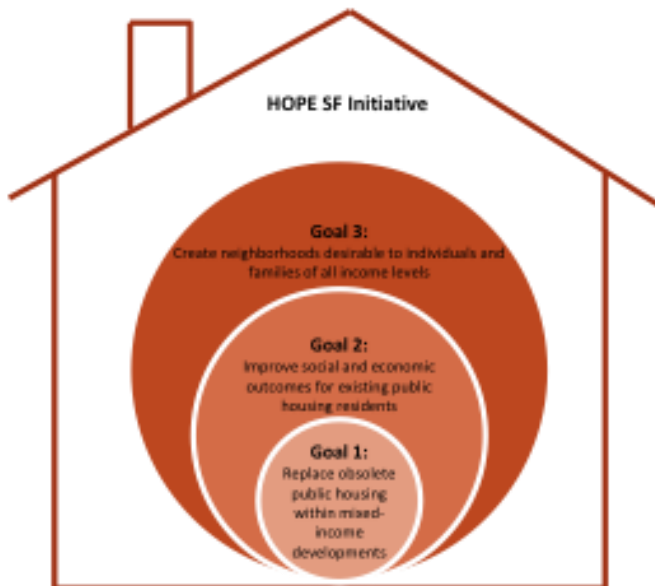 HOPE SF Initiative
Goal 3:
Create neighborhoods desirable to individuals and
families of all income levels
Goal 2:
Improve social and economic
outcomes for existing public
housing residents
Goal 1:
Replace obsolete
public housing
within mixed-
income
developments